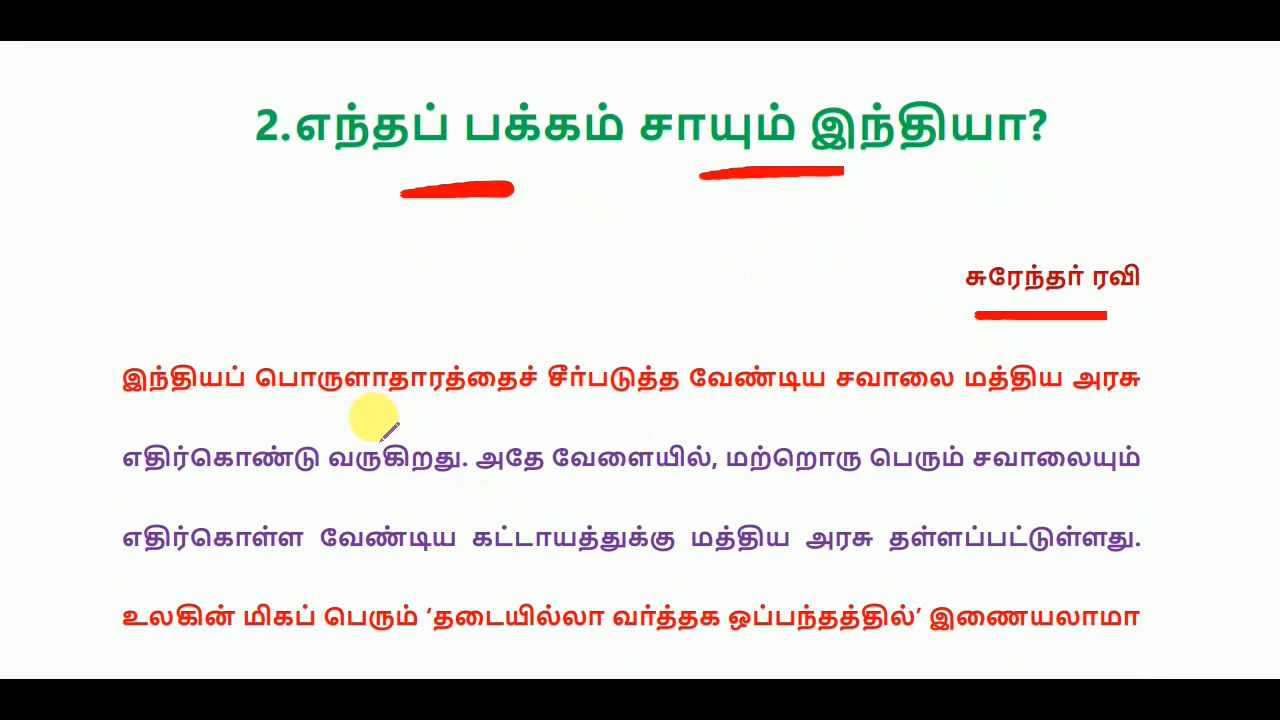 2.எந்தப் பக்கம் சாயும் இந்தியா?
சுரேந்தர் ரவி
இந்தியப் பொருளாதாரத்தைச் சீர்படுத்த வேண்டிய சவாலை மத்திய அரசு
எதிர்கொண்டு வருகிறது. அதே வேளையில், மற்றொரு பெரும் சவாலையும்
எதிர்கொள்ள வேண்டிய கட்டாயத்துக்கு மத்திய அரசு தள்ளப்பட்டுள்ளது.
உலகின் மிகப் பெரும் ‘தடையில்லா வர்த்தக ஒப்பந்தத்தில்’ இணையலாமா